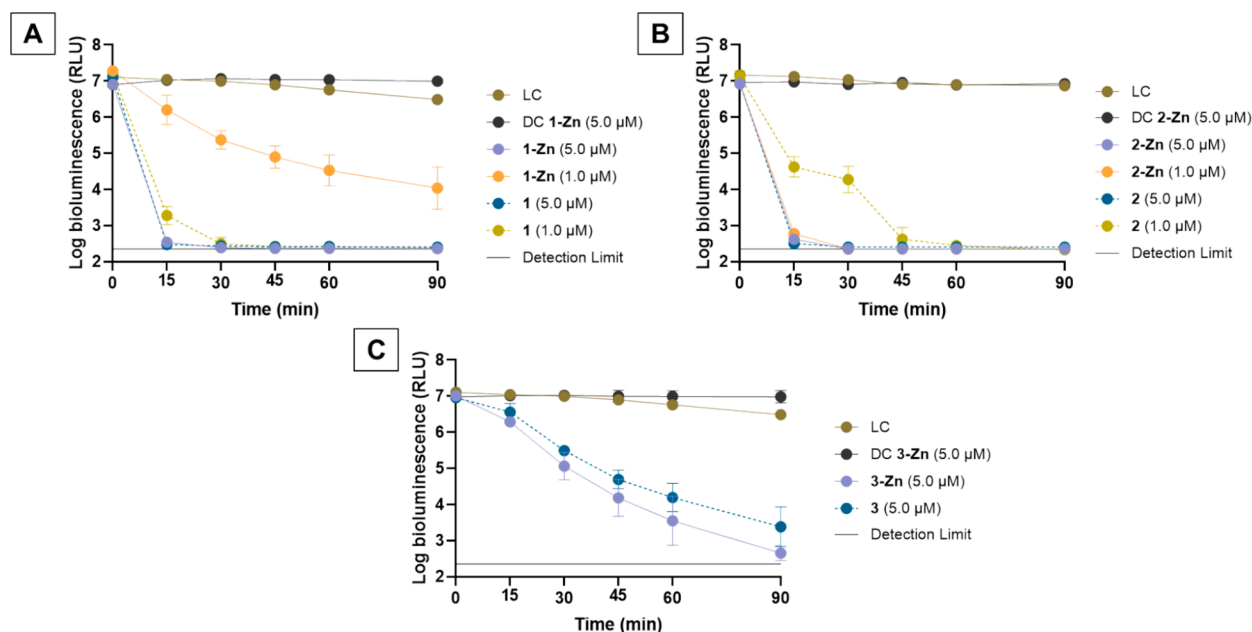 A
Log bioluminescence (RLU)
8
7
6
5
4
3
2
0
15
30
45
60
90
Time (min)
LC
DC 1-Zn (5.0 µM)
1-Zn (5.0 µM)
1-Zn (1.0 µM)
1 (5.0 µM)
1 (1.0 µM)
Detection Limit
B
Log bioluminescence (RLU)
8
7
6
5
4
3
2
0
15
30
45
60
90
Time (min)
LC
DC 2-Zn (5.0 µM)
2-Zn (5.0 µM)
2-Zn (1.0 µM)
2 (5.0 µM)
2 (1.0 µM)
Detection Limit
C
Log bioluminescence (RLU)
8
7
6
5
4
3
2
0
15
30
45
60
90
Time (min)
LC
DC 3-Zn (5.0 µM)
3-Zn (5.0 µM)
3 (5.0 µM)
Detection Limit